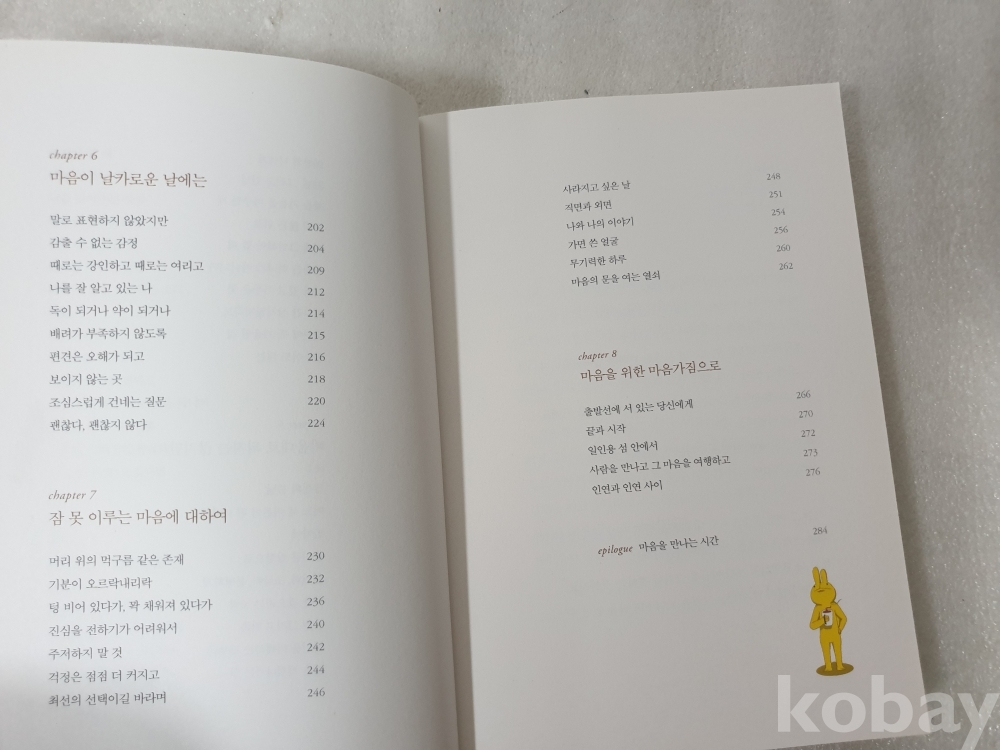 chapter 6
마음이 날카로운 날에는
말로 표현하지 않았지만 202
감출 수 없는 감정 204
때로는 강인하고 때로는 여리고 209
나를 잘 알고 있는 나 212
독이 되거나 약이 되거나 214
배려가 부족하지 않도록 215
편견은 오해가 되고 216
보이지 않는 곳 218
조심스럽게 건네는 질문 220
괜찮다, 괜찮지 않다 224
chapter 7
잠 못 이루는 마음에 대하여
머리 위의 먹구름 같은 존재 230
기분이 오르락내리락 232
텅 비어 있다가, 꽉 채워져 있다가 236
진심을 전하기가 어려워서 240
주저하지 말 것 242
걱정은 점점 더 커지고 244
최선의 선택이길 바라며 246
사라지고 싶은 날 248
직면과 외면 251
나와 나의 이야기 254
가면 쓴 얼굴 256
무기력한 하루 260
마음의 문을 여는 열쇠 262
chapter 8
마음을 위한 마음가짐으로
출발선에 서 있는 당신에게 266
끝과 시작 270
일인용 섬 안에서 272
사람을 만나고 그 마음을 여행하고 273
인연과 인연 사이 276
epilogue 마음을 만나는 시간 284
kobay